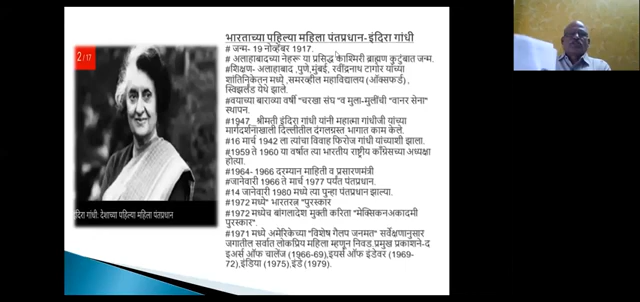 भारताच्या पहिल्या महिला पंतप्रधान- इंदिरा गांधी
# जन्म- 19 नोव्हेंबर 1917.
# अलाहाबादच्या नेहरू या प्रसिद्ध काश्मिरी ब्राह्मण कुटुंबात जन्म.
#शिक्षण- अलाहाबाद ,पुणे,मुंबई, रवींद्रनाथ टागोर यांच्या
शांतिनिकेतन मध्ये ,समरव्हील महाविद्यालय (ऑक्सफर्ड) ,
स्विझर्लंड येथे झाले.
#वयाच्या बाराव्या वर्षी "चरखा संघ "व मुला-मुलींची "वानर सेना"
स्थापन.
#1947_ श्रीमती इंदिरा गांधी यांनी महात्मा गांधीजी यांच्या
मार्गदर्शनाखाली दिल्लीतील दंगलग्रस्त भागात काम केले.
#16 मार्च 1942 ला त्यांचा विवाह फिरोज गांधी यांच्याशी झाला.
#1959 ते 1960 या वर्षात त्या भारतीय राष्ट्रीय काँग्रेसच्या अध्यक्षा
होत्या.
#1964- 1966 दरम्यान माहिती व प्रसारणमंत्री
#जानेवारी 1966 ते मार्च 1977 पर्यंत पंतप्रधान.
#14 जानेवारी 1980 मध्ये त्या पुन्हा पंतप्रधान झाल्या.
#1972 मध्ये" भारतरत्न "पुरस्कार
#1972 मध्येच बांगलादेश मुक्ती करिता "मेक्सिकनअकादमी
पुरस्कार".
#1971 मध्ये अमेरिकेच्या "विशेष गॅलप जनमत" सर्वेक्षणानुसार
जगातील सर्वात लोकप्रिय महिला म्हणून निवड.प्रमुख प्रकाशने-द
इअर्स ऑफ चॅलेंज (1966-69),इयर्स ऑफ इंडेवर (1969-
72),इंडिया (1975),इंडे (1979).
2 / 17
इंदिरा गांधी: देशाच्या पहिल्या महिला पंतप्रधान